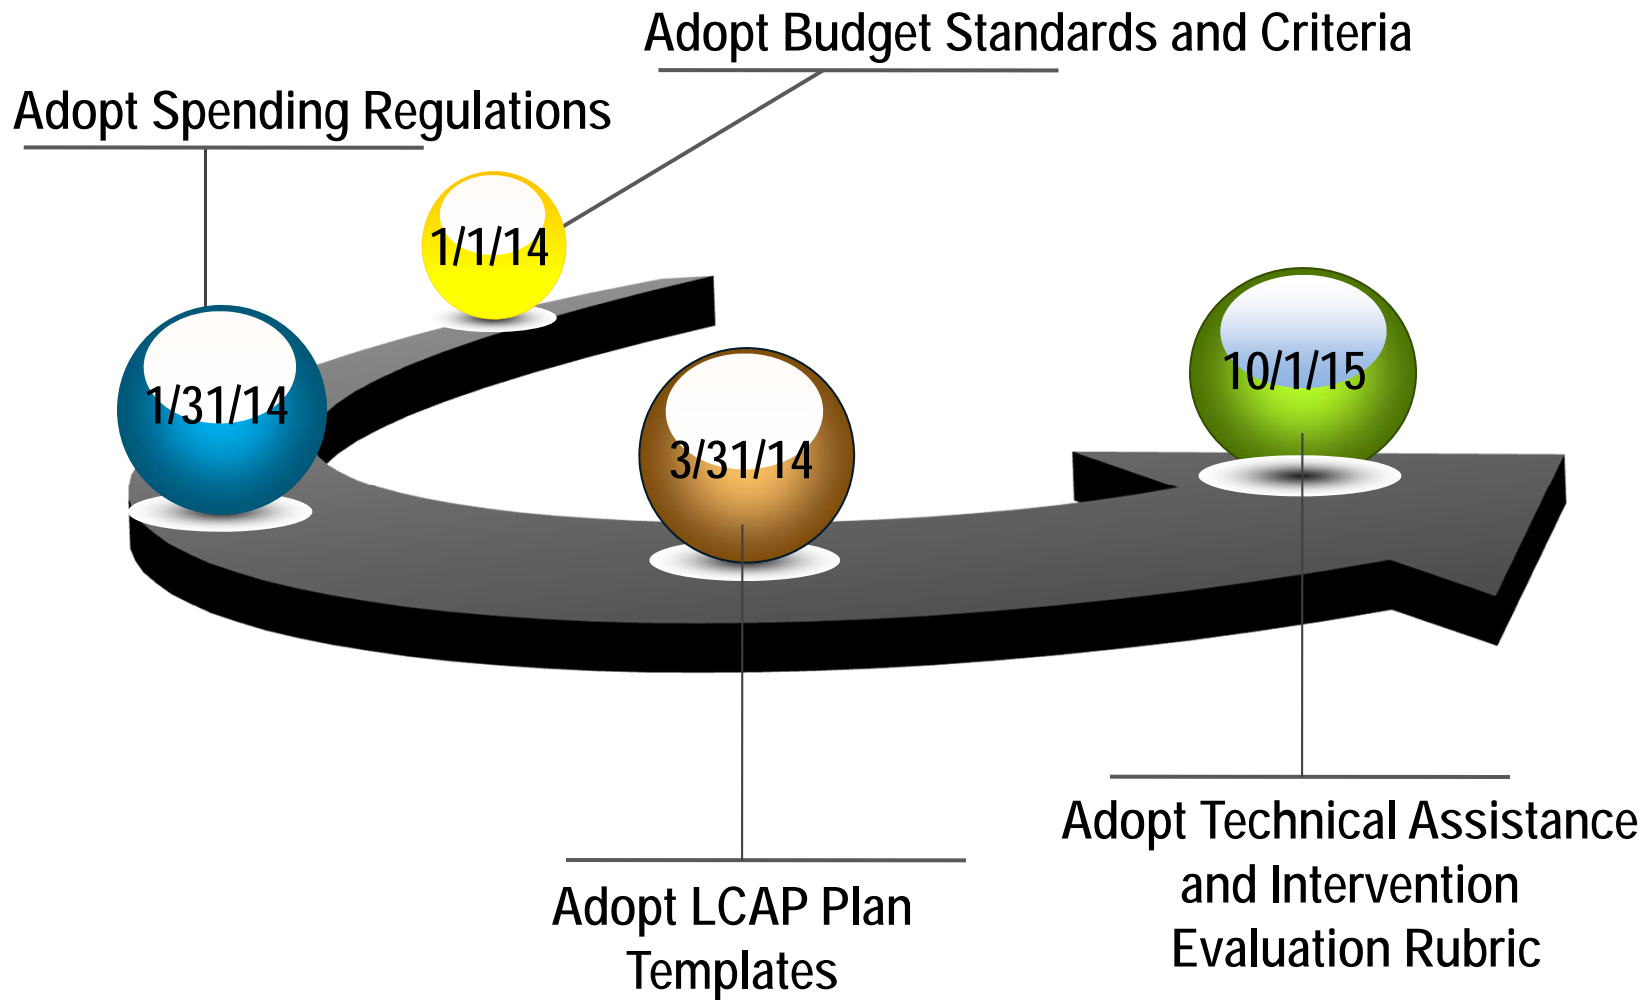 Adopt Budget Standards and Criteria
Adopt Spending Regulations
1/1/14
1/31/14
3/31/14
10/1/15
Adopt LCAP Plan
Templates
Adopt Technical Assistance
and Intervention
Evaluation Rubric